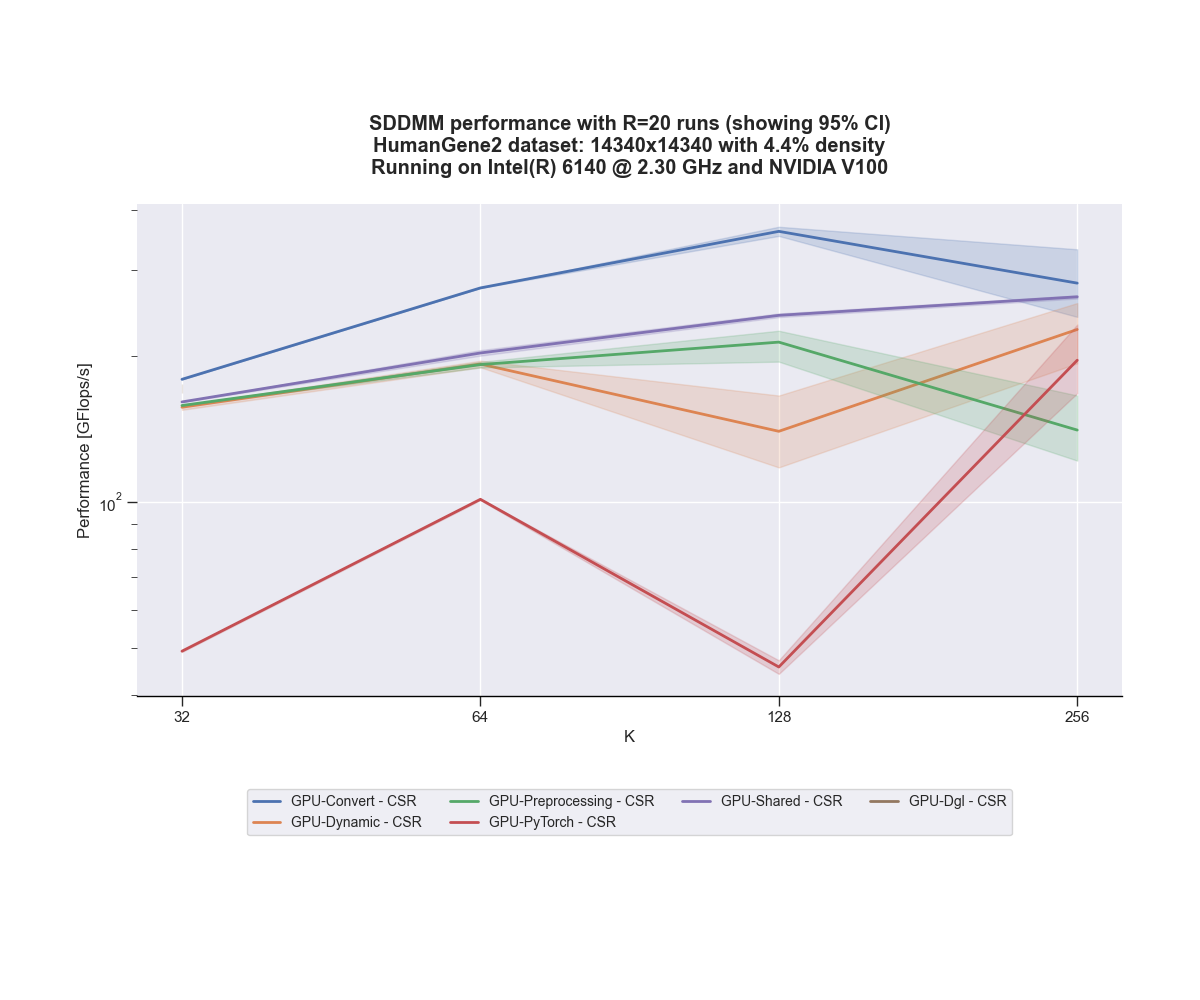 SDDMM performance with R=20 runs (showing 95% CI)
HumanGene2 dataset: 14340x14340 with 4.4% density
Running on Intel(R) 6140 @ 2.30 GHz and NVIDIA V100
Performance [GFlops/s]
10^2
32 64 128 256
K
GPU-Convert - CSR GPU-Preprocessing - CSR GPU-Shared - CSR GPU-Dgl - CSR
GPU-Dynamic - CSR GPU-PyTorch - CSR